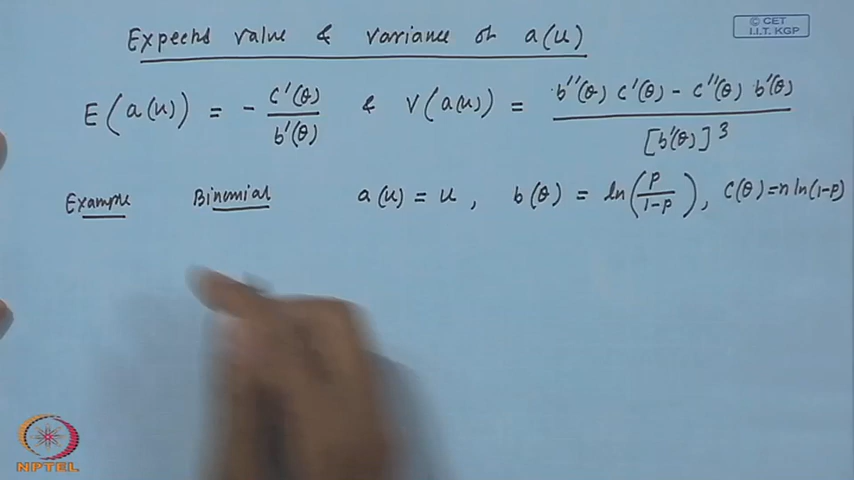 Expected value & variance of a(u)
© CET
I.I.T. KGP
E(a(u)) = - c'(θ)/b'(θ) & V(a(u)) = b''(θ) c'(θ) - c''(θ) b'(θ) / [b'(θ)]^3
Example Binomial a(u) = u, b(θ) = ln(p/1-p), c(θ)=n ln(1-p)
NPTEL